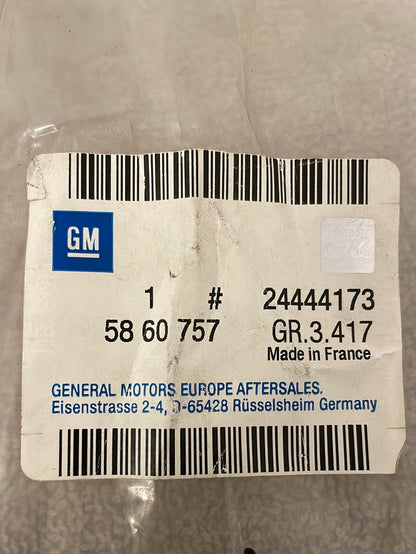 GM
1 # 24444173
58 60 757 GR.3.417
Made in France
GENERAL MOTORS EUROPE AFTERSALES.
Eisenstrasse 2-4, D-65428 Rüsselsheim Germany